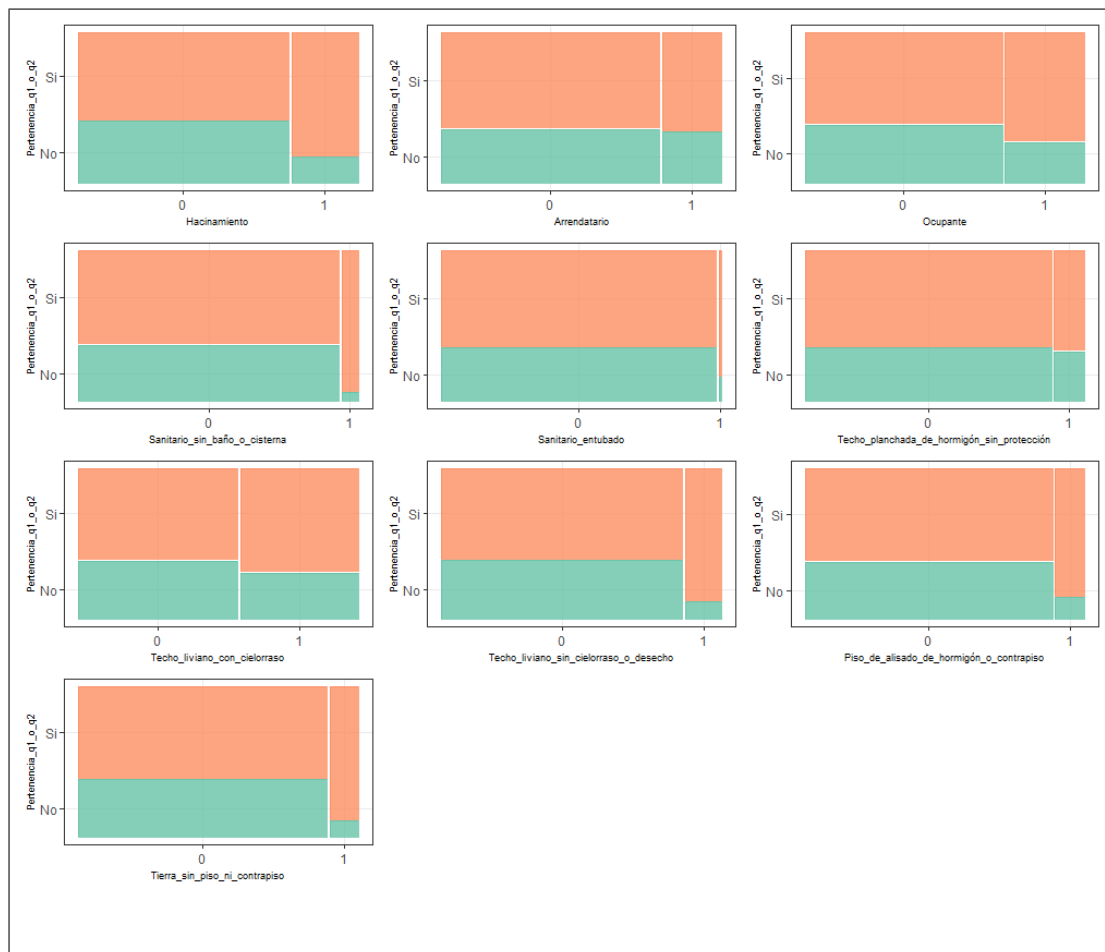 Pertenencia_q1_o_q2
Si
No
0 1
Hacinamiento
Pertenencia_q1_o_q2
Si
No
0 1
Arrendatario
Pertenencia_q1_o_q2
Si
No
0 1
Ocupante
Pertenencia_q1_o_q2
Si
No
0 1
Sanitario_sin_baño_o_cisterna
Pertenencia_q1_o_q2
Si
No
0 1
Sanitario_entubado
Pertenencia_q1_o_q2
Si
No
0 1
Techo_planchada_de_hormigón_sin_protección
Pertenencia_q1_o_q2
Si
No
0 1
Techo_liviano_con_cielorraso
Pertenencia_q1_o_q2
Si
No
0 1
Techo_liviano_sin_cielorraso_o_desecho
Pertenencia_q1_o_q2
Si
No
0 1
Piso_de_alisado_de_hormigón_o_contrapiso
Pertenencia_q1_o_q2
Si
No
0 1
Tierra_sin_piso_ni_contrapiso